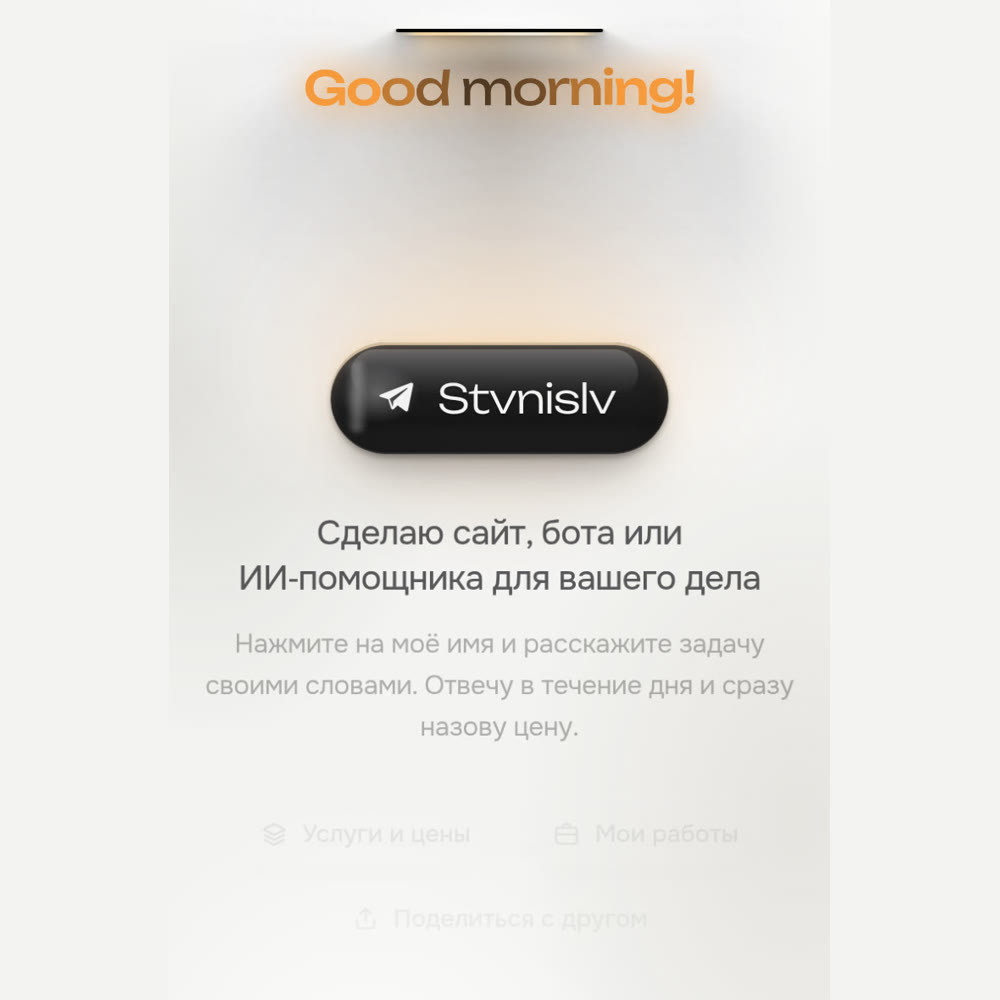 Good morning!
Stvnislv
Сделаю сайт, бота или
ИИ-помощника для вашего дела
Нажмите на моё имя и расскажите задачу
своими словами. Отвечу в течение дня и сразу
назову цену.
Услуги и цены
Мои работы
Поделиться с другом